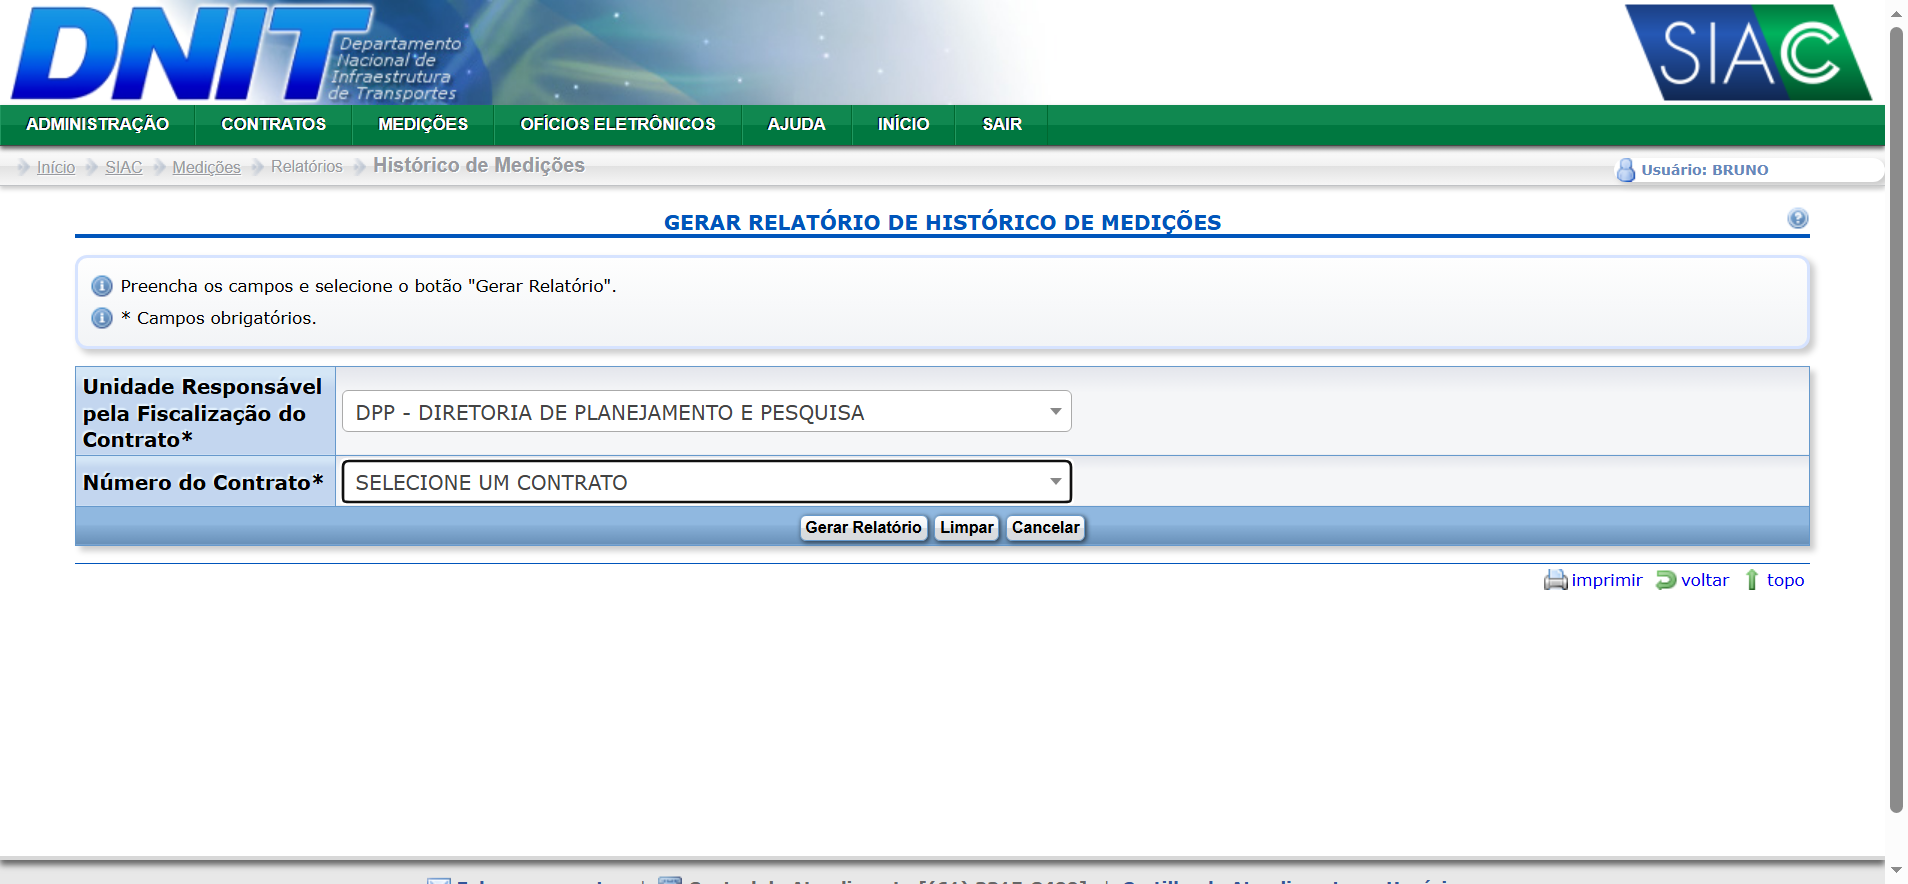 DNIT
Departamento
Nacional de
Infraestrutura
de Transportes
SIAC
ADMINISTRAÇÃO CONTRATOS MEDIÇÕES OFÍCIOS ELETRÔNICOS AJUDA INÍCIO SAIR
Início SIAC Medições Relatórios Histórico de Medições
Usuário: BRUNO
GERAR RELATÓRIO DE HISTÓRICO DE MEDIÇÕES
Preencha os campos e selecione o botão "Gerar Relatório".
* Campos obrigatórios.
Unidade Responsável
pela Fiscalização do
Contrato*
DPP - DIRETORIA DE PLANEJAMENTO E PESQUISA
Número do Contrato*
SELECIONE UM CONTRATO
Gerar Relatório Limpar Cancelar
imprimir voltar topo